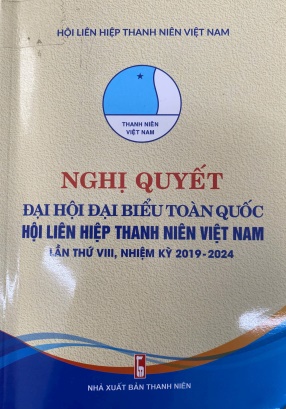 HỘI LIÊN HIỆP THANH NIÊN VIỆT NAM
THANH NIÊN
VIỆT NAM
NGHỊ QUYẾT
ĐẠI HỘI ĐẠI BIỂU TOÀN QUỐC
HỘI LIÊN HIỆP THANH NIÊN VIỆT NAM
LẦN THỨ VIII, NHIỆM KỲ 2019-2024
NHÀ XUẤT BẢN THANH NIÊN